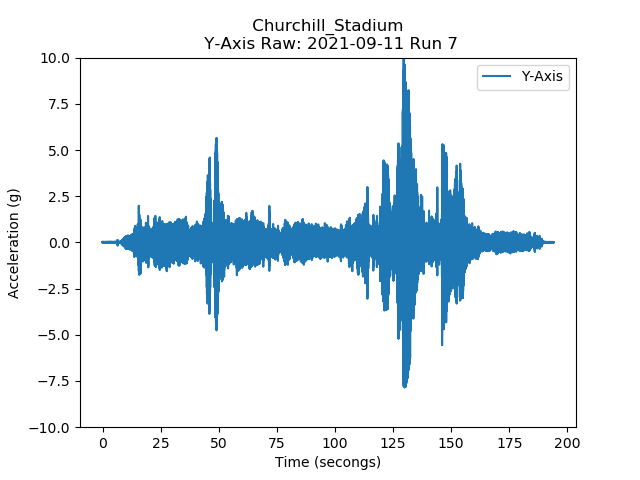 Churchill_Stadium
Y-Axis Raw: 2021-09-11 Run 7
Y-Axis
Acceleration (g)
10.0
7.5
5.0
2.5
0.0
−2.5
−5.0
−7.5
−10.0
0 25 50 75 100 125 150 175 200
Time (secongs)